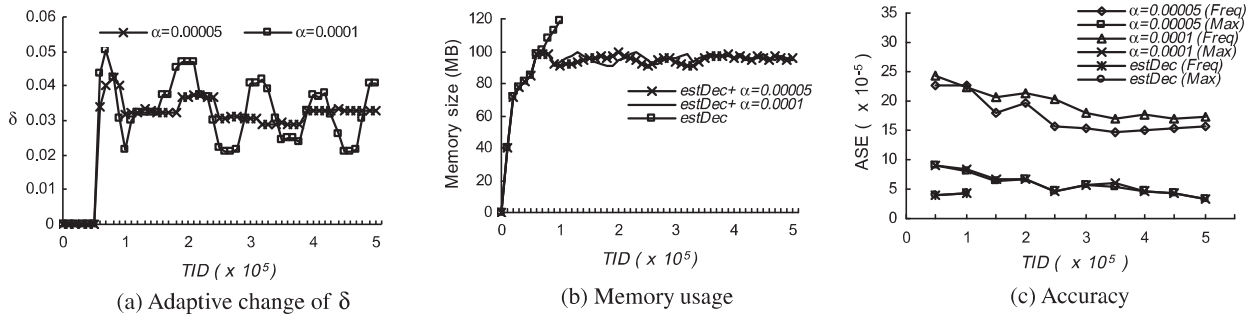 α=0.00005
α=0.0001
0.06
0.05
0.04
0.03
0.02
0.01
0
δ
0 1 2 3 4 5
TID ( x 10⁵)
(a) Adaptive change of δ
Memory size (MB)
120
100
80
60
40
20
0
estDec+ α=0.00005
estDec+ α=0.0001
estDec
0 1 2 3 4 5
TID ( x 10⁵)
(b) Memory usage
ASE ( x 10⁻⁵)
35
30
25
20
15
10
5
0
α=0.00005 (Freq)
α=0.00005 (Max)
α=0.0001 (Freq)
α=0.0001 (Max)
estDec (Freq)
estDec (Max)
0 1 2 3 4 5
TID ( x 10⁵)
(c) Accuracy